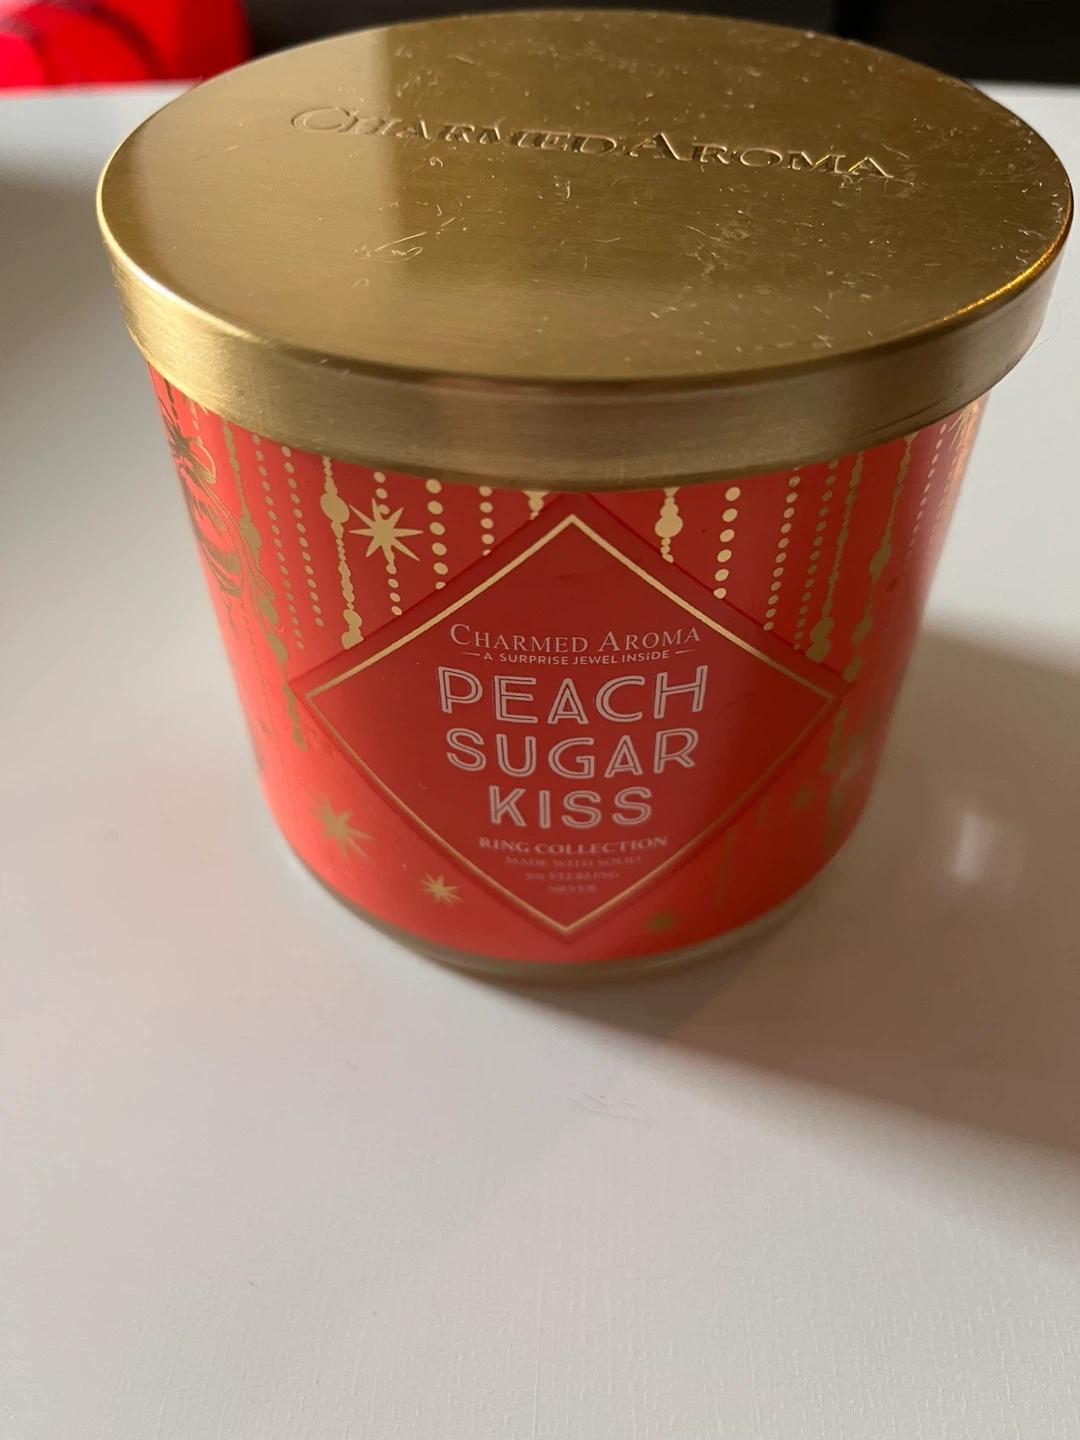 CHARMED AROMA
CHARMED AROMA
A SURPRISE JEWEL INSIDE
PEACH
SUGAR
KISS
RING COLLECTION
MADE WITH SOLID
925 STERLING
SILVER